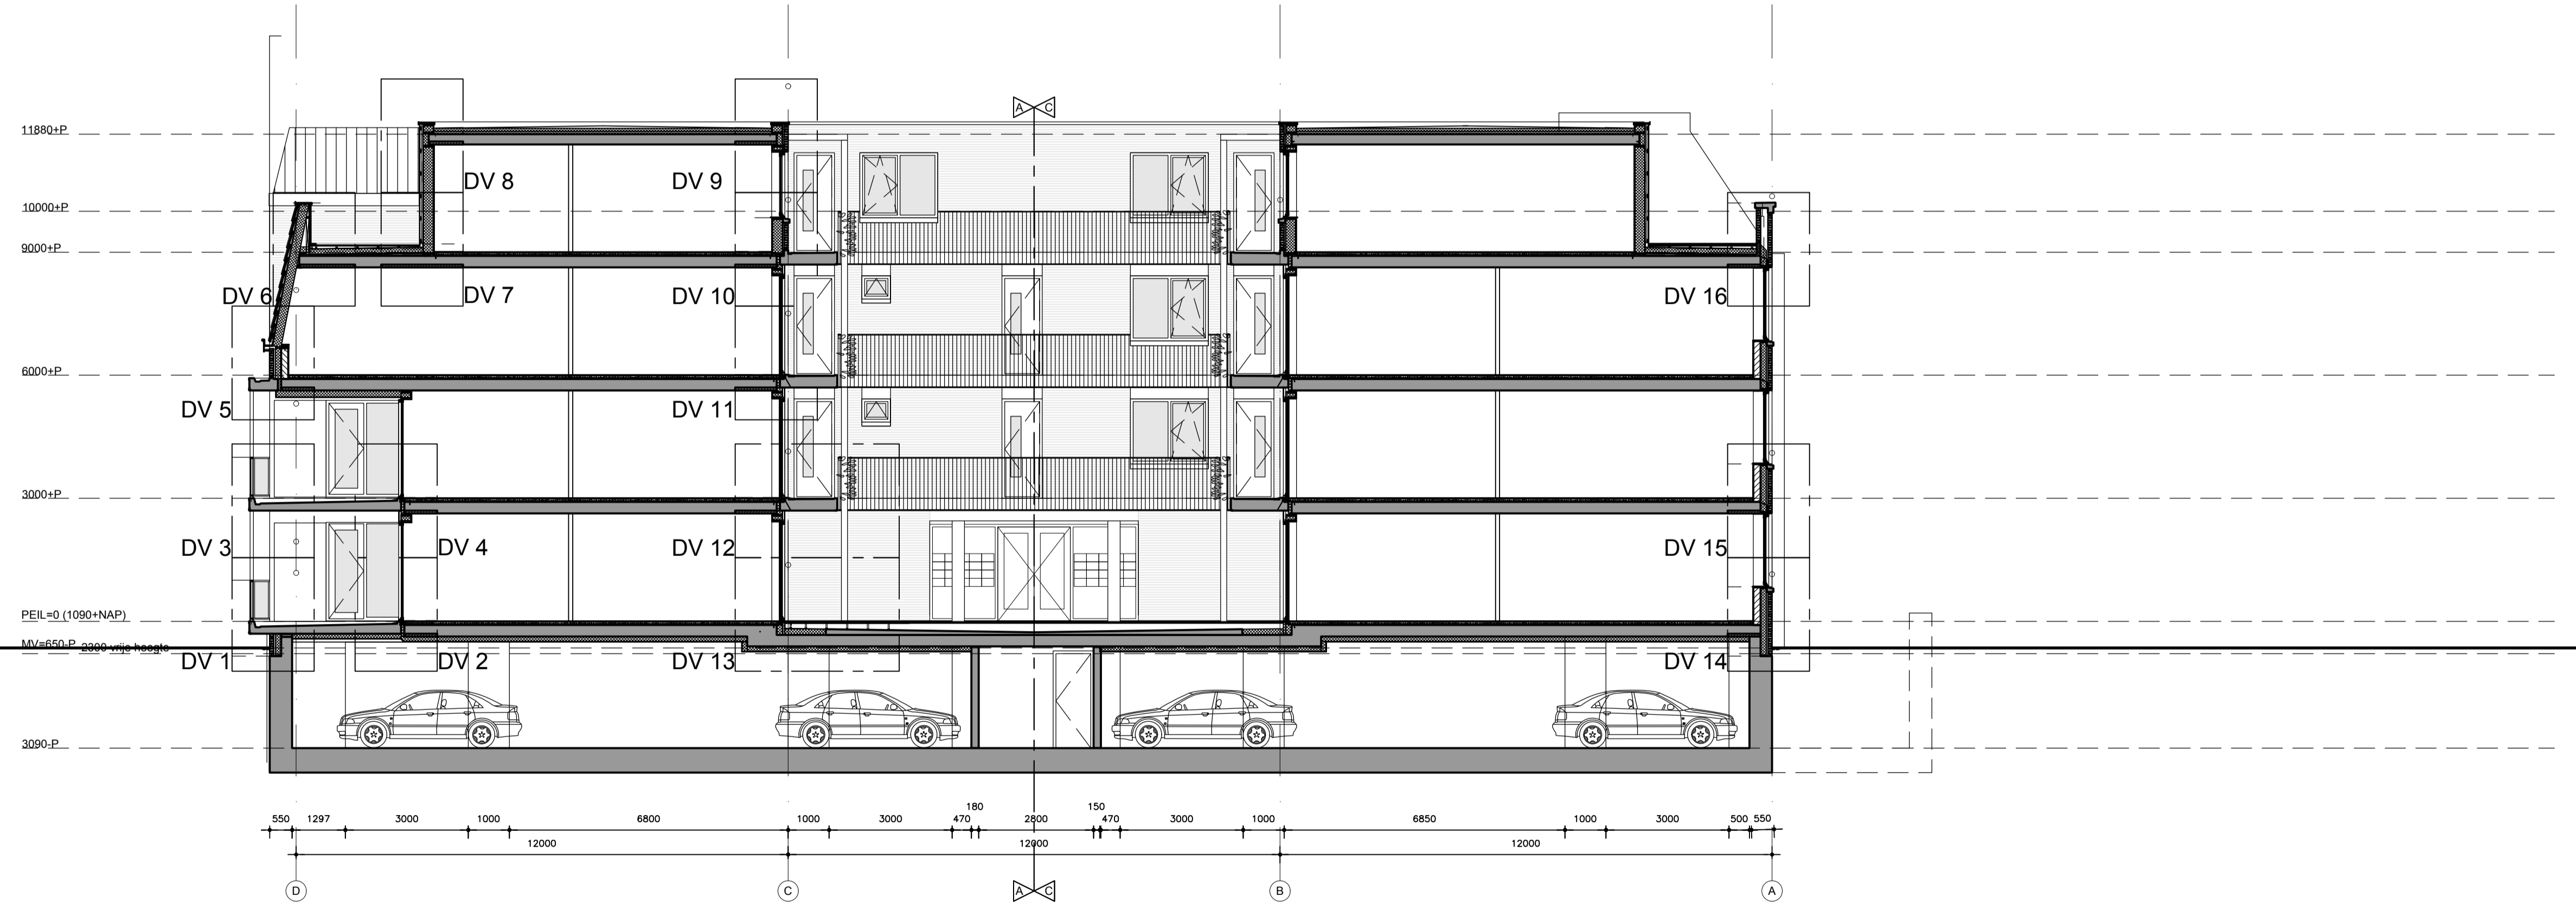 A C
11880+P
DV 8
DV 9
10000+P
9000+P
DV 6
DV 7
DV 10
DV 16
6000+P
DV 5
DV 11
3000+P
DV 3
DV 4
DV 12
DV 15
PEIL=0 (1090+NAP)
MV=650-P 2300 vrije hoogte
DV 1
DV 2
DV 13
DV 14
3090-P
180 150
550 1297 3000 1000 6800 1000 3000 470 2800 470 3000 1000 6850 1000 3000 500 550
12000 12000 12000
D C A C B A